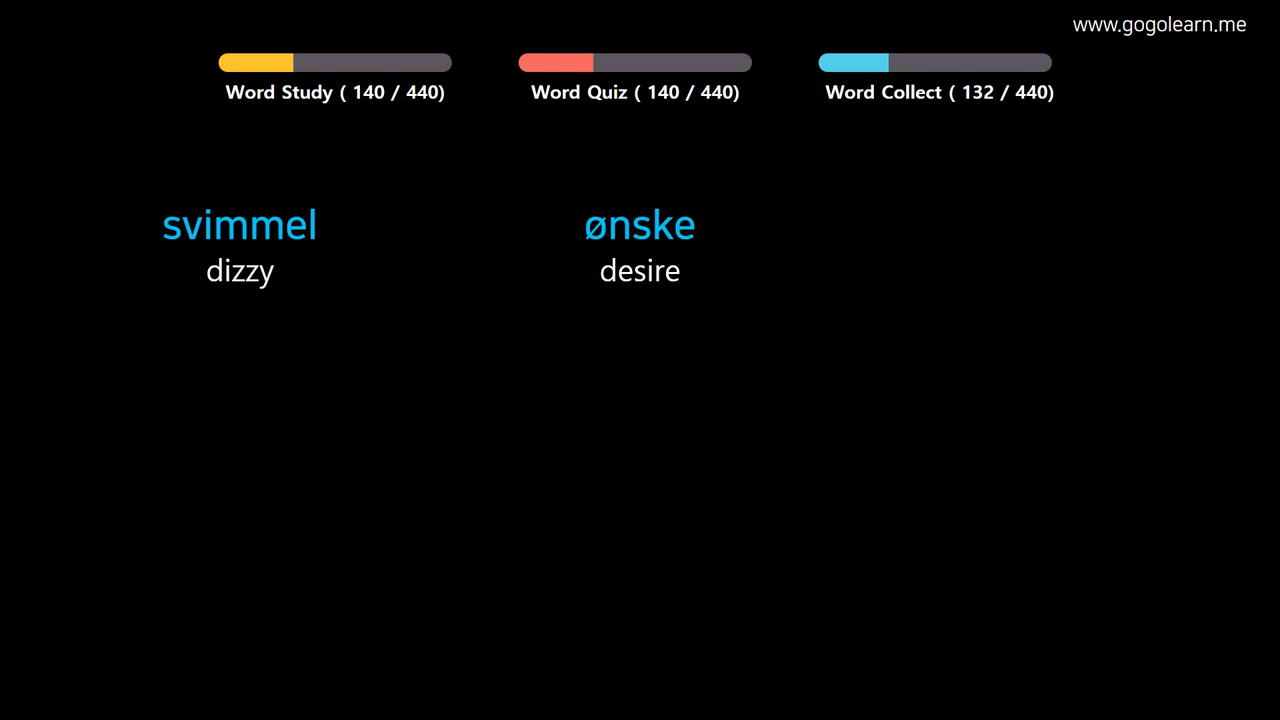 www.gogolearn.me
Word Study ( 140 / 440)
Word Quiz ( 140 / 440)
Word Collect ( 132 / 440)
svimmel
dizzy
ønske
desire